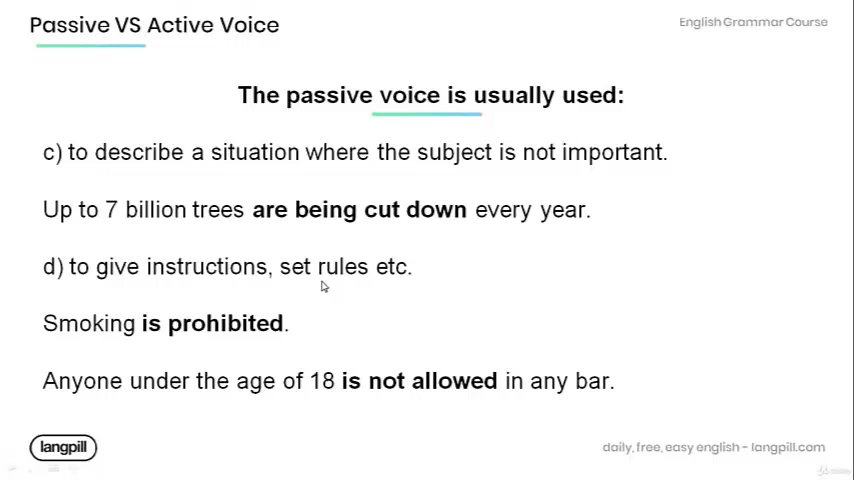 Passive VS Active Voice
English Grammar Course
The passive voice is usually used:
c) to describe a situation where the subject is not important.
Up to 7 billion trees are being cut down every year.
d) to give instructions, set rules etc.
Smoking is prohibited.
Anyone under the age of 18 is not allowed in any bar.
langpill
daily, free, easy english - langpill.com